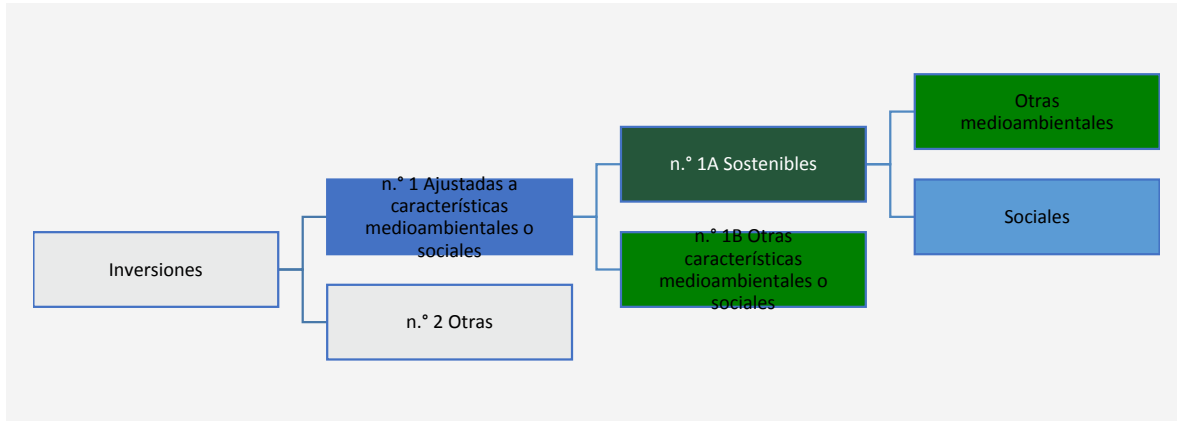 Inversiones
n.° 1 Ajustadas a
características
medioambientales o
sociales
n.° 2 Otras
n.° 1A Sostenibles
n.° 1B Otras
características
medioambientales o
sociales
Otras
medioambientales
Sociales